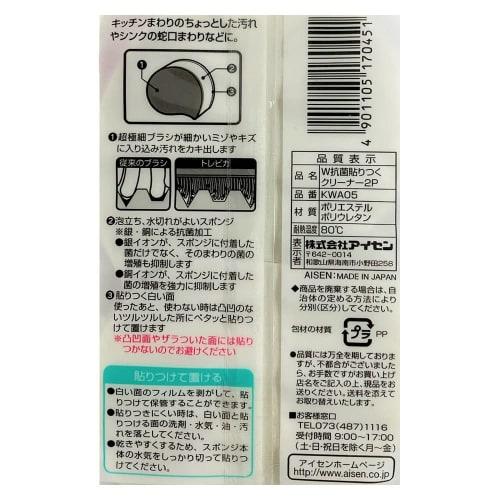 キッチンまわりのちょっとした汚れ
やシンクの蛇口まわりなどに。
❶
❷
❸
❶超極細ブラシが細かいミゾやキズ
に入り込み汚れをカキ出します
従来のブラシ
トレピカ
❷泡立ち、水切れがよいスポンジ
※銀・銅による抗菌加工
●銀イオンが、スポンジに付着した
菌だけでなく、そのまわりの菌
の増殖も抑制します
●銅イオンが、スポンジに付着した
菌の増殖を強力に抑制します
❸貼りつく白い面
使ったあと、使わない時は凸凹の
ないツルツルした所にペタッと貼りつ
けて置けます
※凸凹面やザラついた面には貼り
つかないのでお避けください
貼りつけて置ける
●白い面のフィルムを剥がして、貼
りつけて保管することができます。
●貼りつきにくい時は、白い面と貼
りつける面の洗剤・水気・油・汚
れを落としてください。
●乾きやすくするため、スポンジ本
体の水気をしっかり切って貼りつ
けてください。
4 901105 170451
品質表示
品名 W抗菌貼りつく
クリーナー2P
品番 KWA05
材質 ポリエステル
ポリウレタン
耐熱温度 80℃
株式会社アイセン
〒642-0014
和歌山県海南市小野田258
AISEN:MADE IN JAPAN
◆商品を廃棄する場合は、自
治体の定める方法により
分別(区分)してください。
包材の材質 プラ PP
●品質には万全を期しております
が、不都合がございました
ら、お手数ですがお買い上げ
店名をご記入の上、現品をお
送りください。送料を添えて
お取り替えいたします。
■お客様窓口
TEL073(487)1116
受付時間 9:00〜17:00
(土・日・祝日を除く月〜金)
アイセンホームページ
http://www.aisen.co.jp